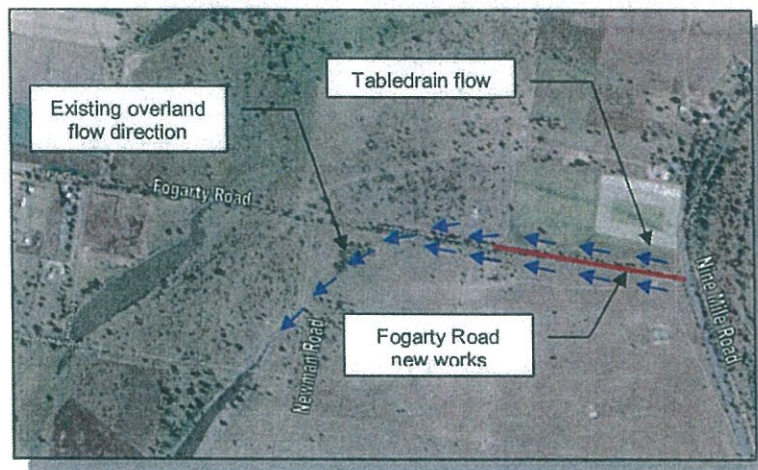 Tabledrain flow
Existing overland
flow direction
Fogarty Road
Nine Mile Road
Newman Road
Fogarty Road
new works